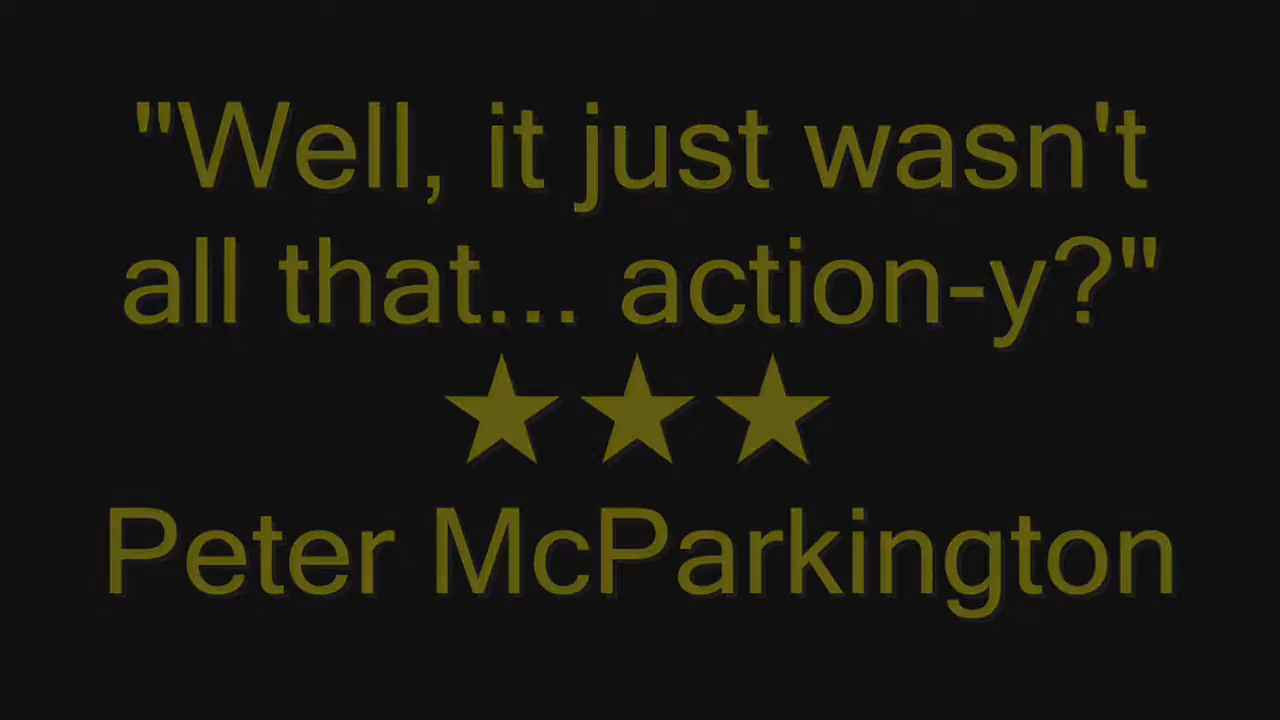 "Well, it just wasn't
all that... action-y?"
★★★
Peter McParkington